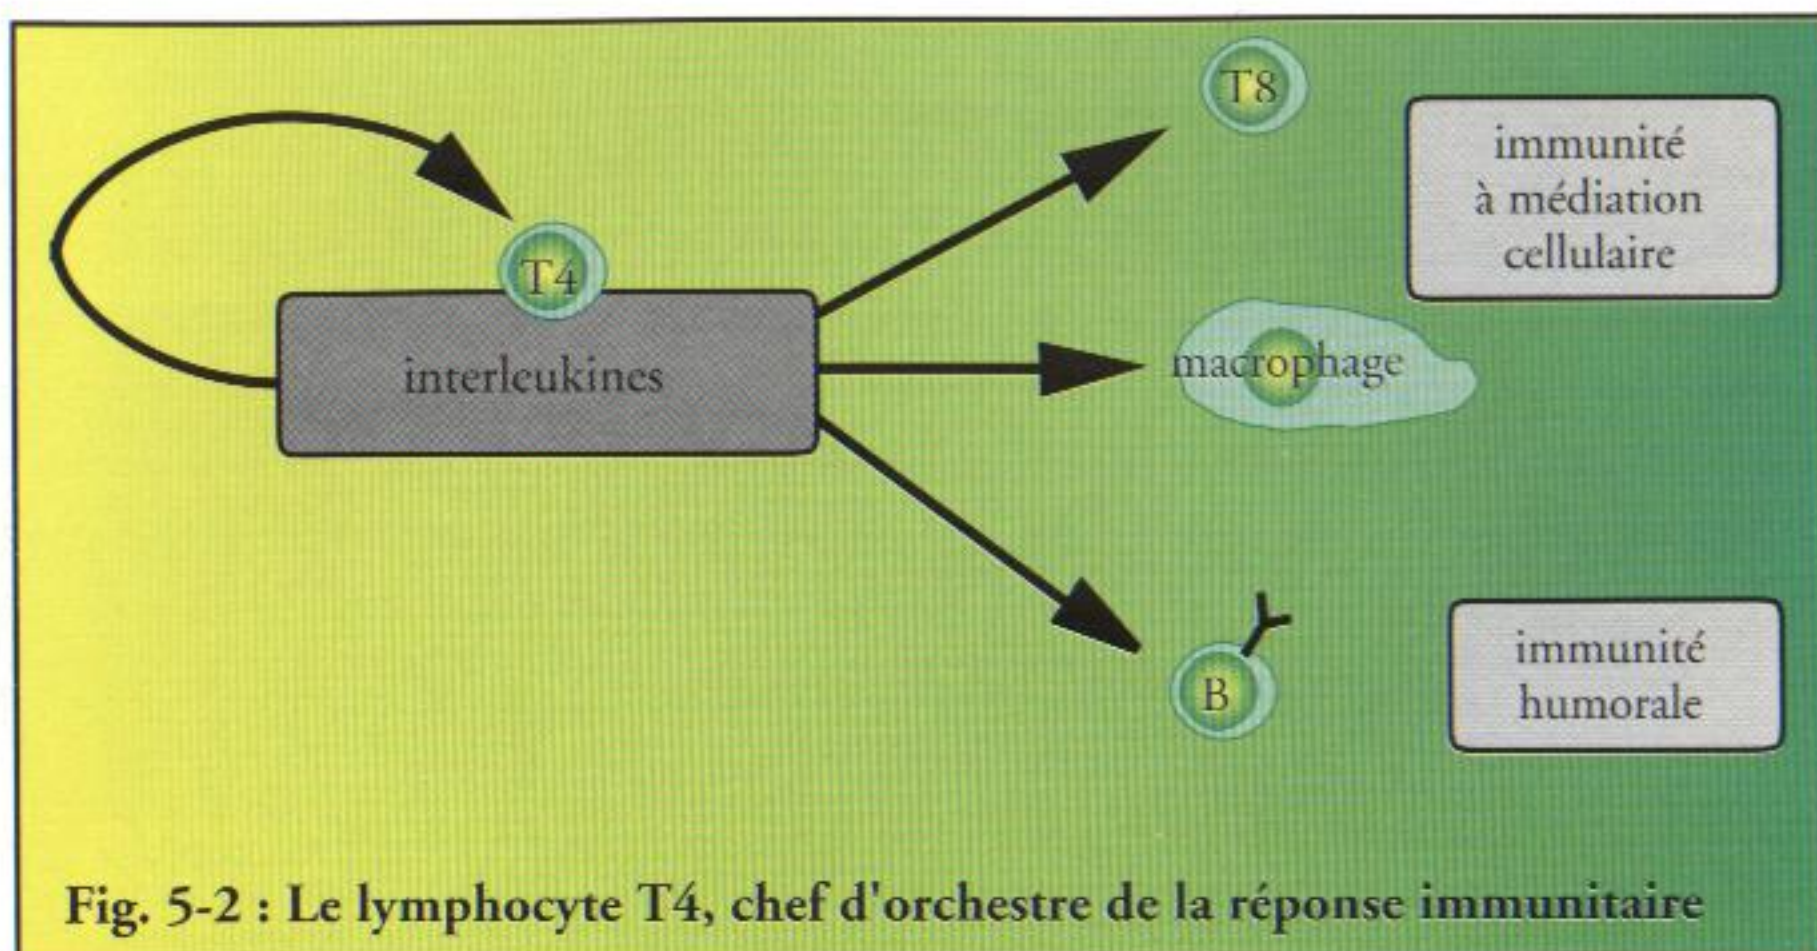 T8
immunité
à médiation
cellulaire
T4
interleukines
macrophage
B
immunité
humorale
Fig. 5-2 : Le lymphocyte T4, chef d'orchestre de la réponse immunitaire